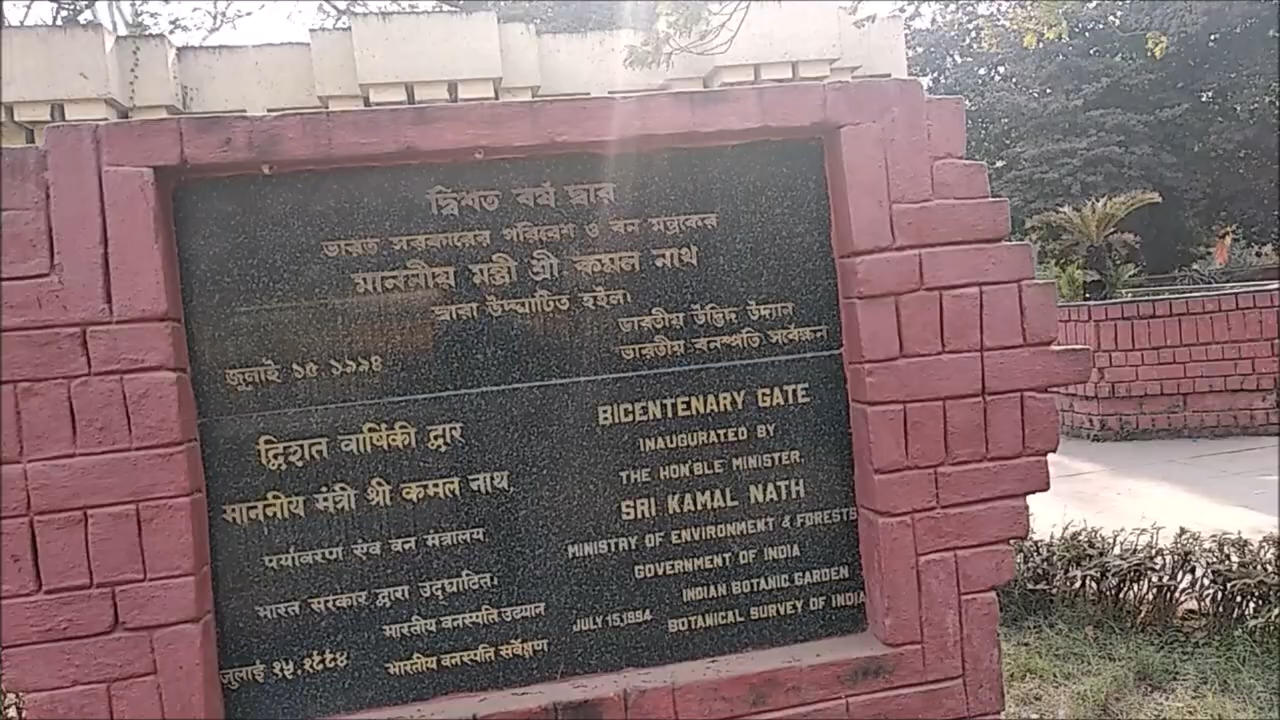 দ্বিশত বর্ষ দ্বার
ভারত সরকারের পরিবেশ ও বন মন্ত্রকের
মাননীয় মন্ত্রী শ্রী কমল নাথ
দ্বারা উদ্ঘাটিত হইল।
ভারতীয় উদ্ভিদ উদ্যান
ভারতীয় বনস্পতি সর্বেক্ষণ
জুলাই ১৫ ১৯৯৪
द्विशत वार्षिकी द्वार
माननीय मंत्री श्री कमल नाथ
पर्यावरण एंव वन मंत्रालय
भारत सरकार द्वारा उद्घाटित।
भारतीय वनस्पति उद्यान
जुलाई १५,१९९४ भारतीय वनस्पति सर्वेक्षण
BICENTENARY GATE
INAUGURATED BY
THE HON'BLE MINISTER,
SRI KAMAL NATH
MINISTRY OF ENVIRONMENT & FORESTS
GOVERNMENT OF INDIA
INDIAN BOTANIC GARDEN
JULY 15,1994 BOTANICAL SURVEY OF INDIA